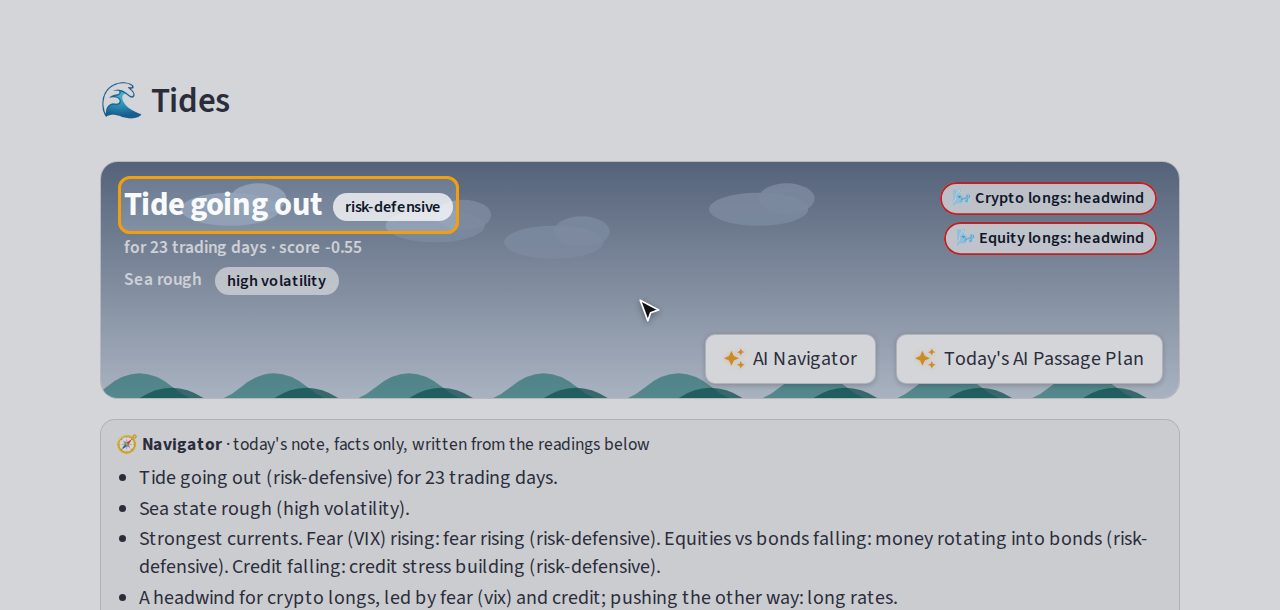 Tides
Tide going out risk-defensive
for 23 trading days · score -0.55
Sea rough high volatility
Crypto longs: headwind
Equity longs: headwind
AI Navigator
Today's AI Passage Plan
Navigator · today's note, facts only, written from the readings below
Tide going out (risk-defensive) for 23 trading days.
Sea state rough (high volatility).
Strongest currents. Fear (VIX) rising: fear rising (risk-defensive). Equities vs bonds falling: money rotating into bonds (risk-
defensive). Credit falling: credit stress building (risk-defensive).
A headwind for crypto longs, led by fear (vix) and credit; pushing the other way: long rates.